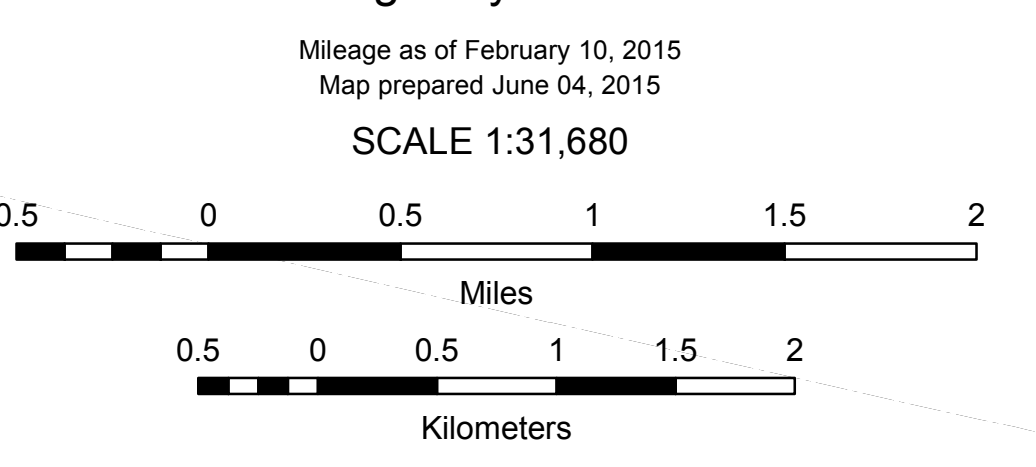 Mileage as of February 10, 2015
Map prepared June 04, 2015
SCALE 1:31,680
0.5 0 0.5 1 1.5 2
Miles
0.5 0 0.5 1 1.5 2
Kilometers